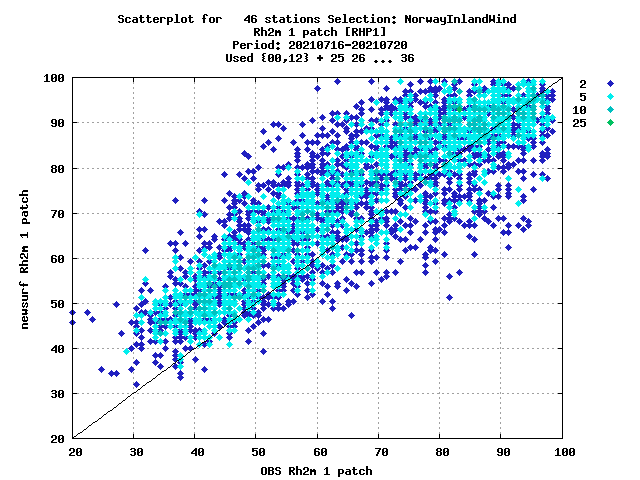 Scatterplot for   46 stations Selection: NorwayInlandWind
Rh2m 1 patch [RHP1]
Period: 20210716-20210720
Used {00,12} + 25 26 ... 36
100
90
80
70
60
50
40
30
20
newsurf Rh2m 1 patch
2
5
10
25
20 30 40 50 60 70 80 90 100
OBS Rh2m 1 patch